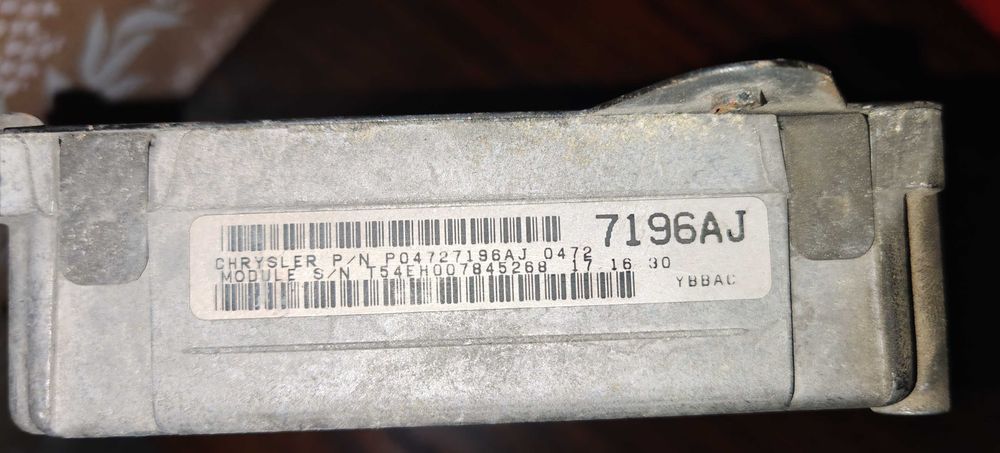 7196AJ
CHRYSLER P/N P04727196AJ 0472
MODULE S/N T54EH007845268 17 16 30
YBBAC